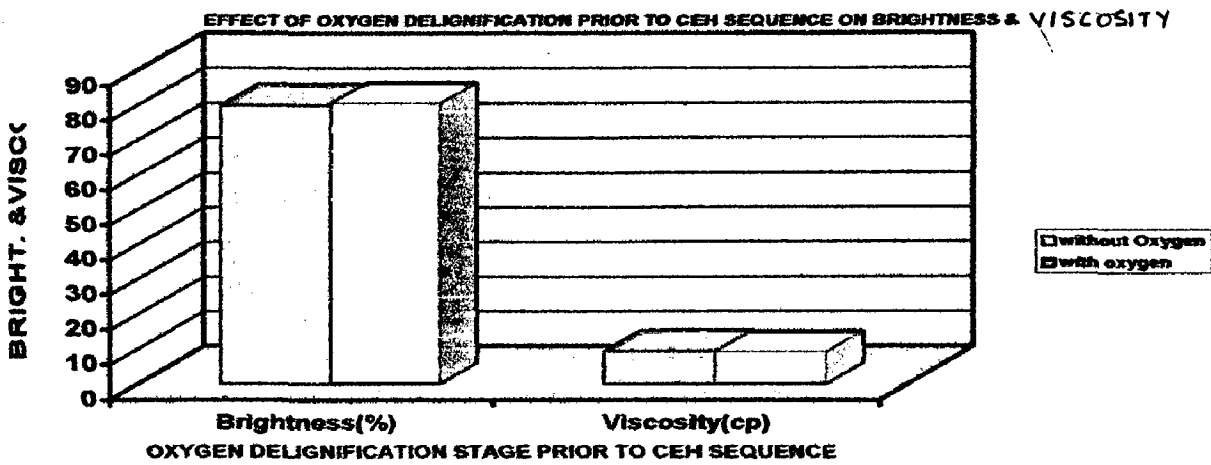 EFFECT OF OXYGEN DELIGNIFICATION PRIOR TO CEH SEQUENCE ON BRIGHTNESS & VISCOSITY
90
80
70
60
50
40
30
20
10
0
BRIGHT. &VISC
Brightness(%) Viscosity(cp)
OXYGEN DELIGNIFICATION STAGE PRIOR TO CEH SEQUENCE
without Oxygen
with oxygen